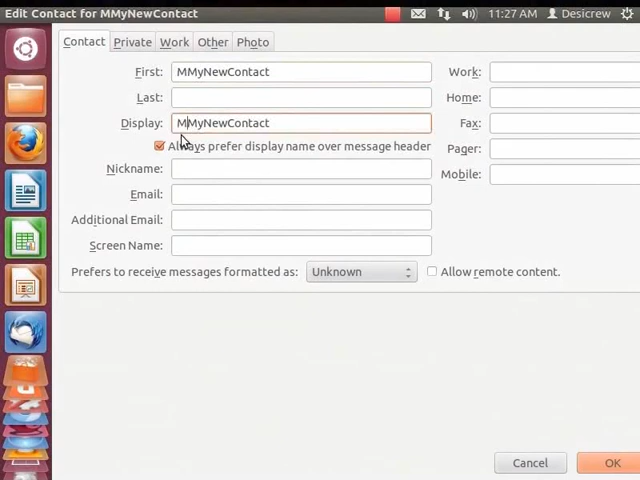 Edit Contact for MMyNewContact 11:27 AM Desicrew
Contact Private Work Other Photo
First: MMyNewContact Work:
Last: Home:
Display: MMyNewContact Fax:
Always prefer display name over message header Pager:
Nickname: Mobile:
Email:
Additional Email:
Screen Name:
Prefers to receive messages formatted as: Unknown Allow remote content.
Cancel OK